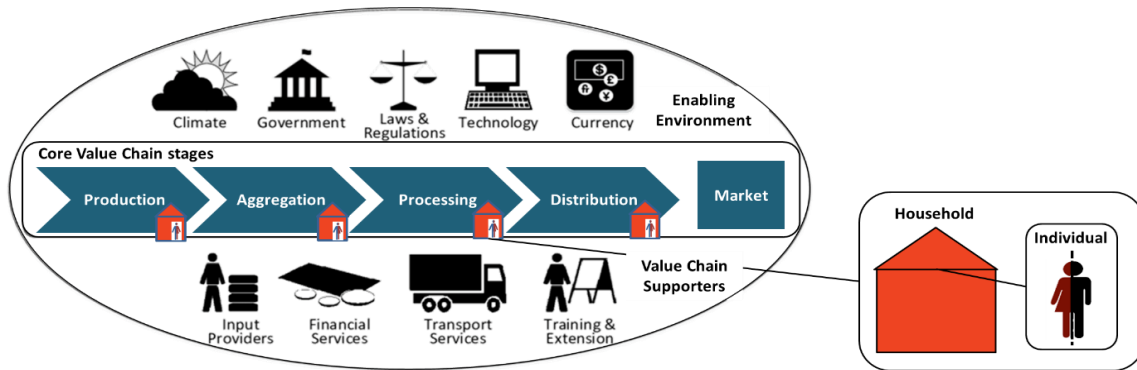 Climate
Government
Laws &
Regulations
Technology
Currency
$
£
¥
Enabling
Environment
Core Value Chain stages
Production
Aggregation
Processing
Distribution
Market
Value Chain
Supporters
Input
Providers
Financial
Services
Transport
Services
Training &
Extension
Household
Individual